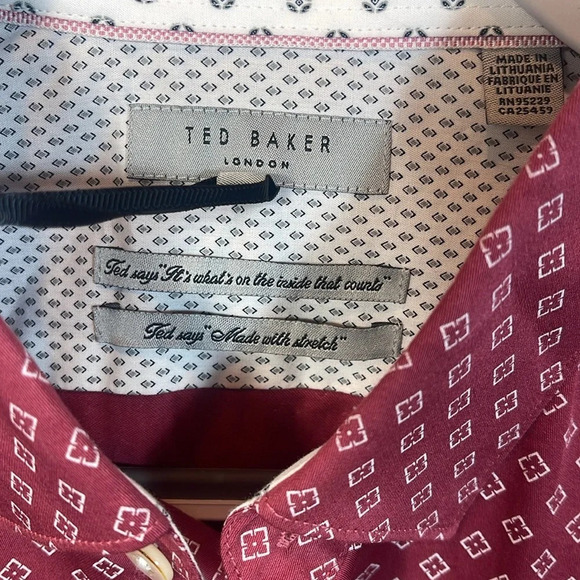 MADE IN
LITHUANIA
FABRIQUE EN
LITUANIE
RN95229
CA25459
TED BAKER
LONDON
Ted says "It's what's on the inside that counts"
Ted says "Made with stretch"